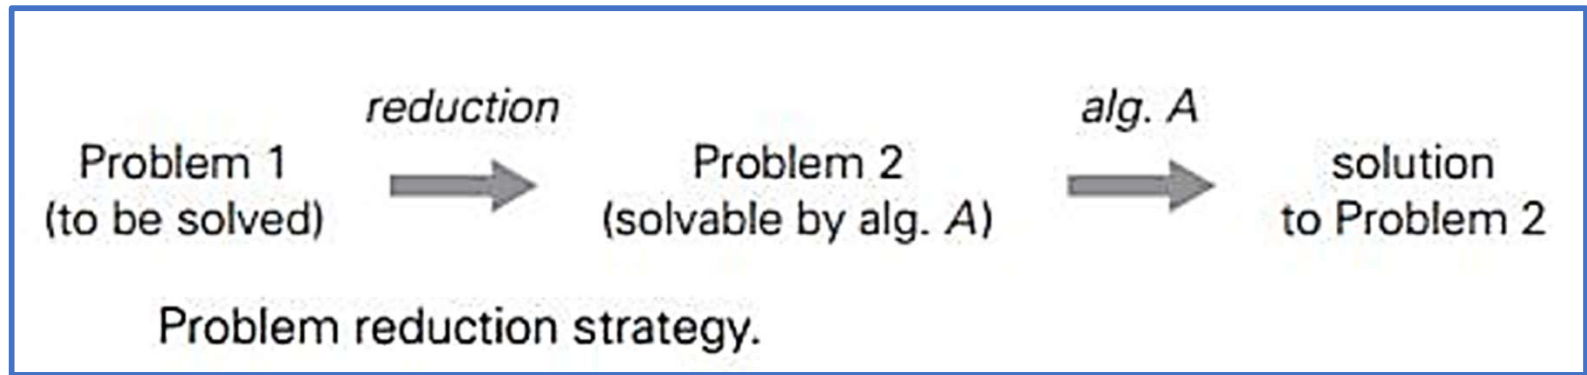 reduction
alg. A
Problem 1
(to be solved)
Problem 2
(solvable by alg. A)
solution
to Problem 2
Problem reduction strategy.